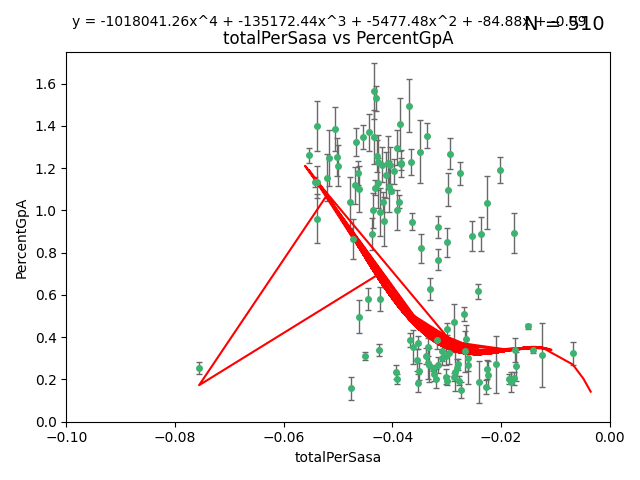 y = -1018041.26x^4 + -135172.44x^3 + -5477.48x^2 + -84.88x + -0.09
N = 510
totalPerSasa vs PercentGpA
PercentGpA
1.6
1.4
1.2
1.0
0.8
0.6
0.4
0.2
0.0
−0.10 −0.08 −0.06 −0.04 −0.02 0.00
totalPerSasa